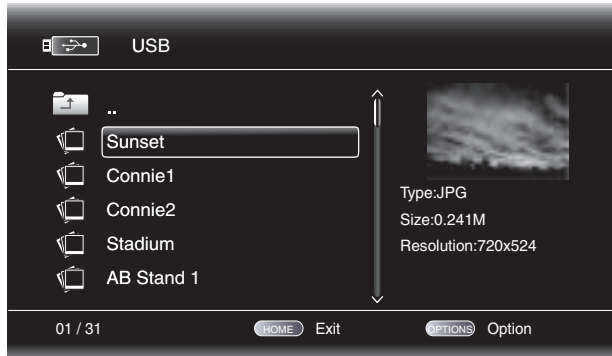 USB
..
Sunset
Connie1
Connie2
Stadium
AB Stand 1
Type:JPG
Size:0.241M
Resolution:720x524
01 / 31
HOME Exit
OPTIONS Option